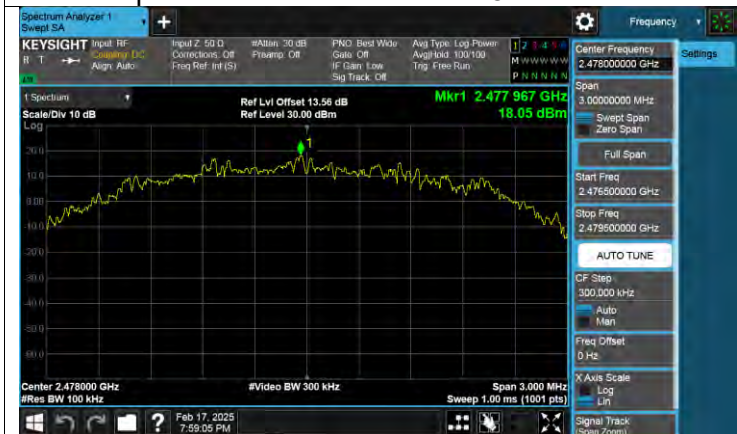 Spectrum Analyzer 1
Swept SA
Frequency
KEYSIGHT
R T
Input: RF
Coupling: DC
Align: Auto
Input Z: 50 Ω
Corrections: Off
Freq Ref: Int (S)
#Atten: 30 dB
Preamp: Off
PNO: Best Wide
Gate: Off
IF Gain: Low
Sig Track: Off
Avg Type: Log-Power
Avg|Hold: 100/100
Trig: Free Run
1 2 3 4 5 6
M W W W W W
P N N N N N
1 Spectrum
Scale/Div 10 dB
Log
Ref Lvl Offset 13.56 dB
Ref Level 30.00 dBm
Mkr1 2.477 967 GHz
18.05 dBm
1
20.0
10.0
0.00
-10.0
-20.0
-30.0
-40.0
-50.0
-60.0
Center 2.478000 GHz
#Res BW 100 kHz
#Video BW 300 kHz
Span 3.000 MHz
Sweep 1.00 ms (1001 pts)
Feb 17, 2025
7:59:05 PM
Center Frequency
2.478000000 GHz
Settings
Span
3.00000000 MHz
Swept Span
Zero Span
Full Span
Start Freq
2.476500000 GHz
Stop Freq
2.479500000 GHz
AUTO TUNE
CF Step
300.000 kHz
Auto
Man
Freq Offset
0 Hz
X Axis Scale
Log
Lin
Signal Track
(Span Zoom)